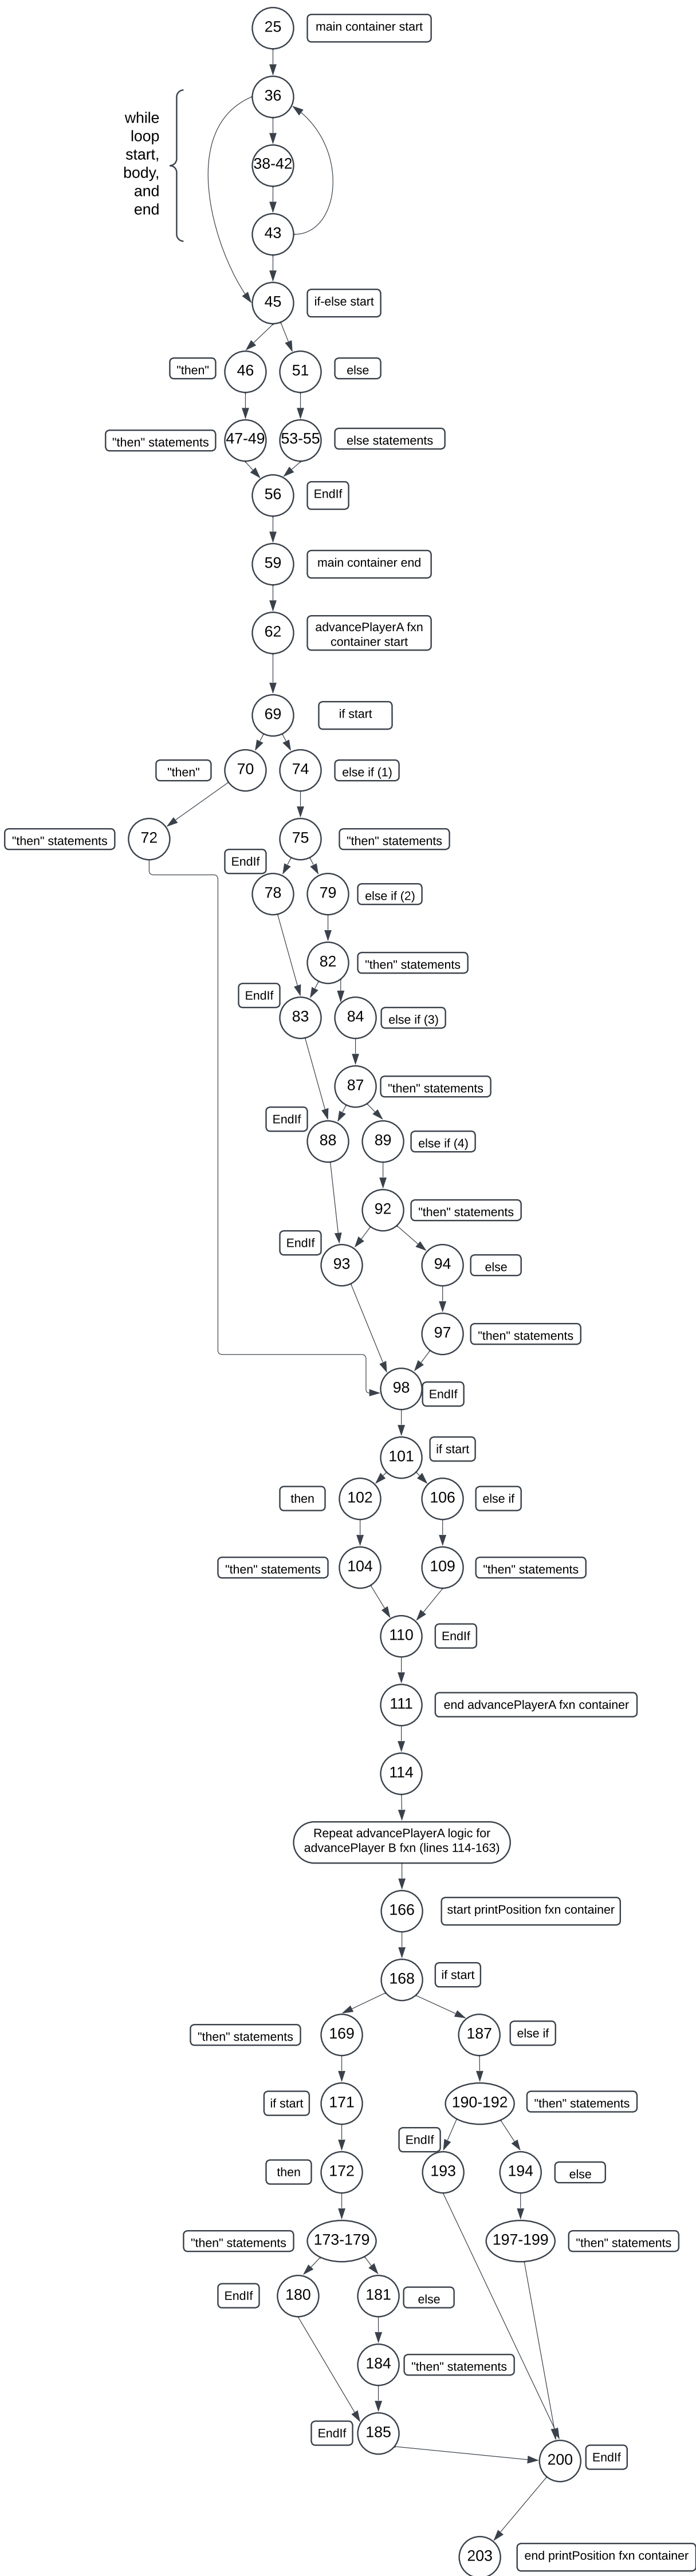 25
main container start
36
while
loop
start,
body,
and
end
38-42
43
45
if-else start
"then"
46
51
else
"then" statements
47-49
53-55
else statements
56
EndIf
59
main container end
62
advancePlayerA fxn
container start
69
if start
"then"
70
74
else if (1)
"then" statements
72
75
"then" statements
EndIf
78
79
else if (2)
82
"then" statements
EndIf
83
84
else if (3)
87
"then" statements
EndIf
88
89
else if (4)
92
"then" statements
EndIf
93
94
else
97
"then" statements
98
EndIf
101
if start
then
102
106
else if
"then" statements
104
109
"then" statements
110
EndIf
111
end advancePlayerA fxn container
114
Repeat advancePlayerA logic for
advancePlayer B fxn (lines 114-163)
166
start printPosition fxn container
168
if start
"then" statements
169
187
else if
if start
171
190-192
"then" statements
EndIf
then
172
193
194
else
"then" statements
173-179
197-199
"then" statements
EndIf
180
181
else
184
"then" statements
EndIf
185
200
EndIf
203
end printPosition fxn container